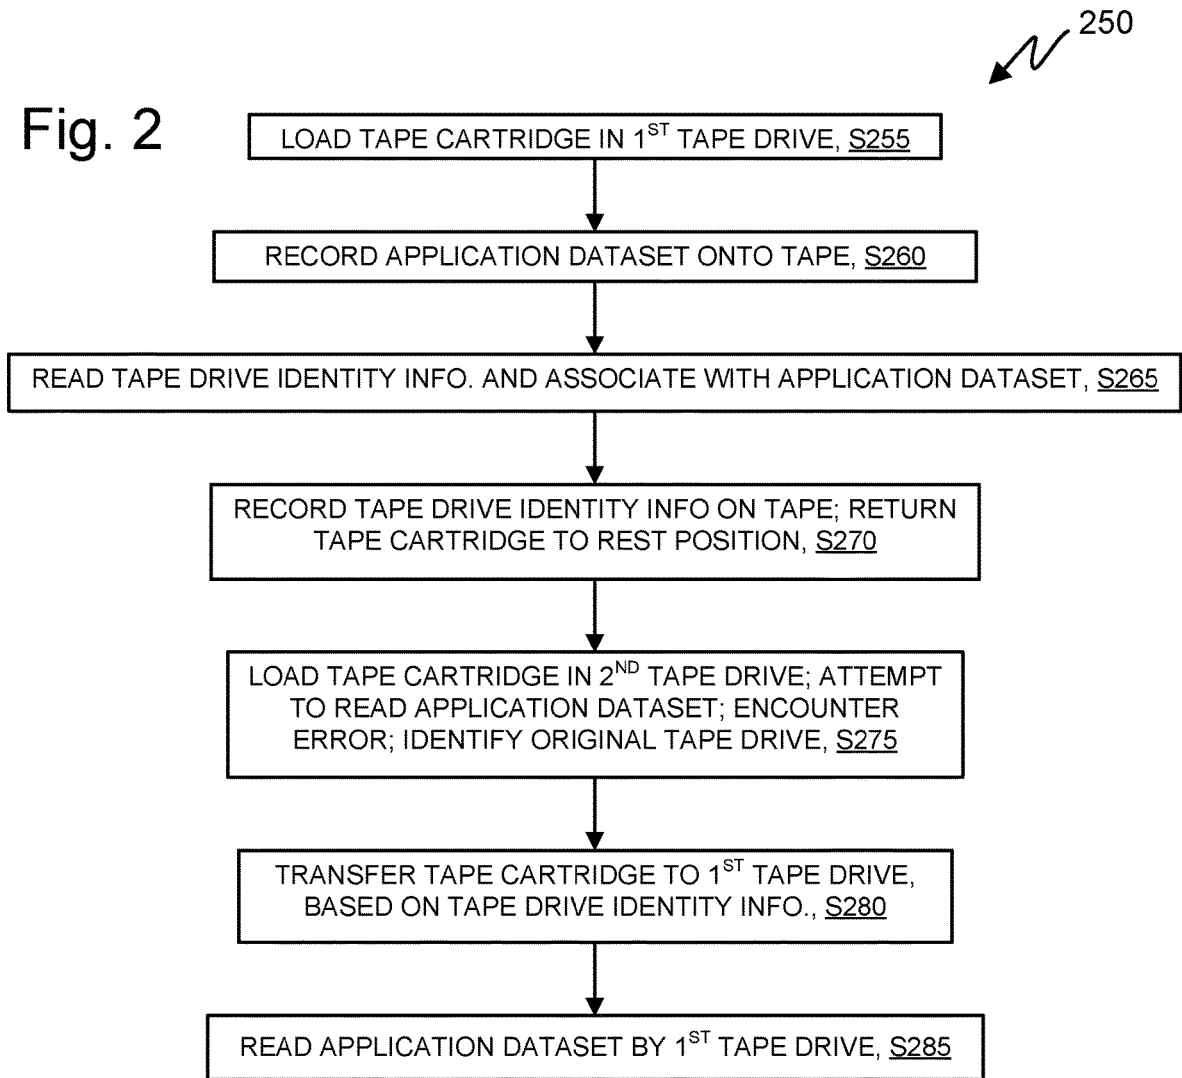 250
Fig. 2
LOAD TAPE CARTRIDGE IN 1ST TAPE DRIVE, S255
RECORD APPLICATION DATASET ONTO TAPE, S260
READ TAPE DRIVE IDENTITY INFO. AND ASSOCIATE WITH APPLICATION DATASET, S265
RECORD TAPE DRIVE IDENTITY INFO ON TAPE; RETURN
TAPE CARTRIDGE TO REST POSITION, S270
LOAD TAPE CARTRIDGE IN 2ND TAPE DRIVE; ATTEMPT
TO READ APPLICATION DATASET; ENCOUNTER
ERROR; IDENTIFY ORIGINAL TAPE DRIVE, S275
TRANSFER TAPE CARTRIDGE TO 1ST TAPE DRIVE,
BASED ON TAPE DRIVE IDENTITY INFO., S280
READ APPLICATION DATASET BY 1ST TAPE DRIVE, S285